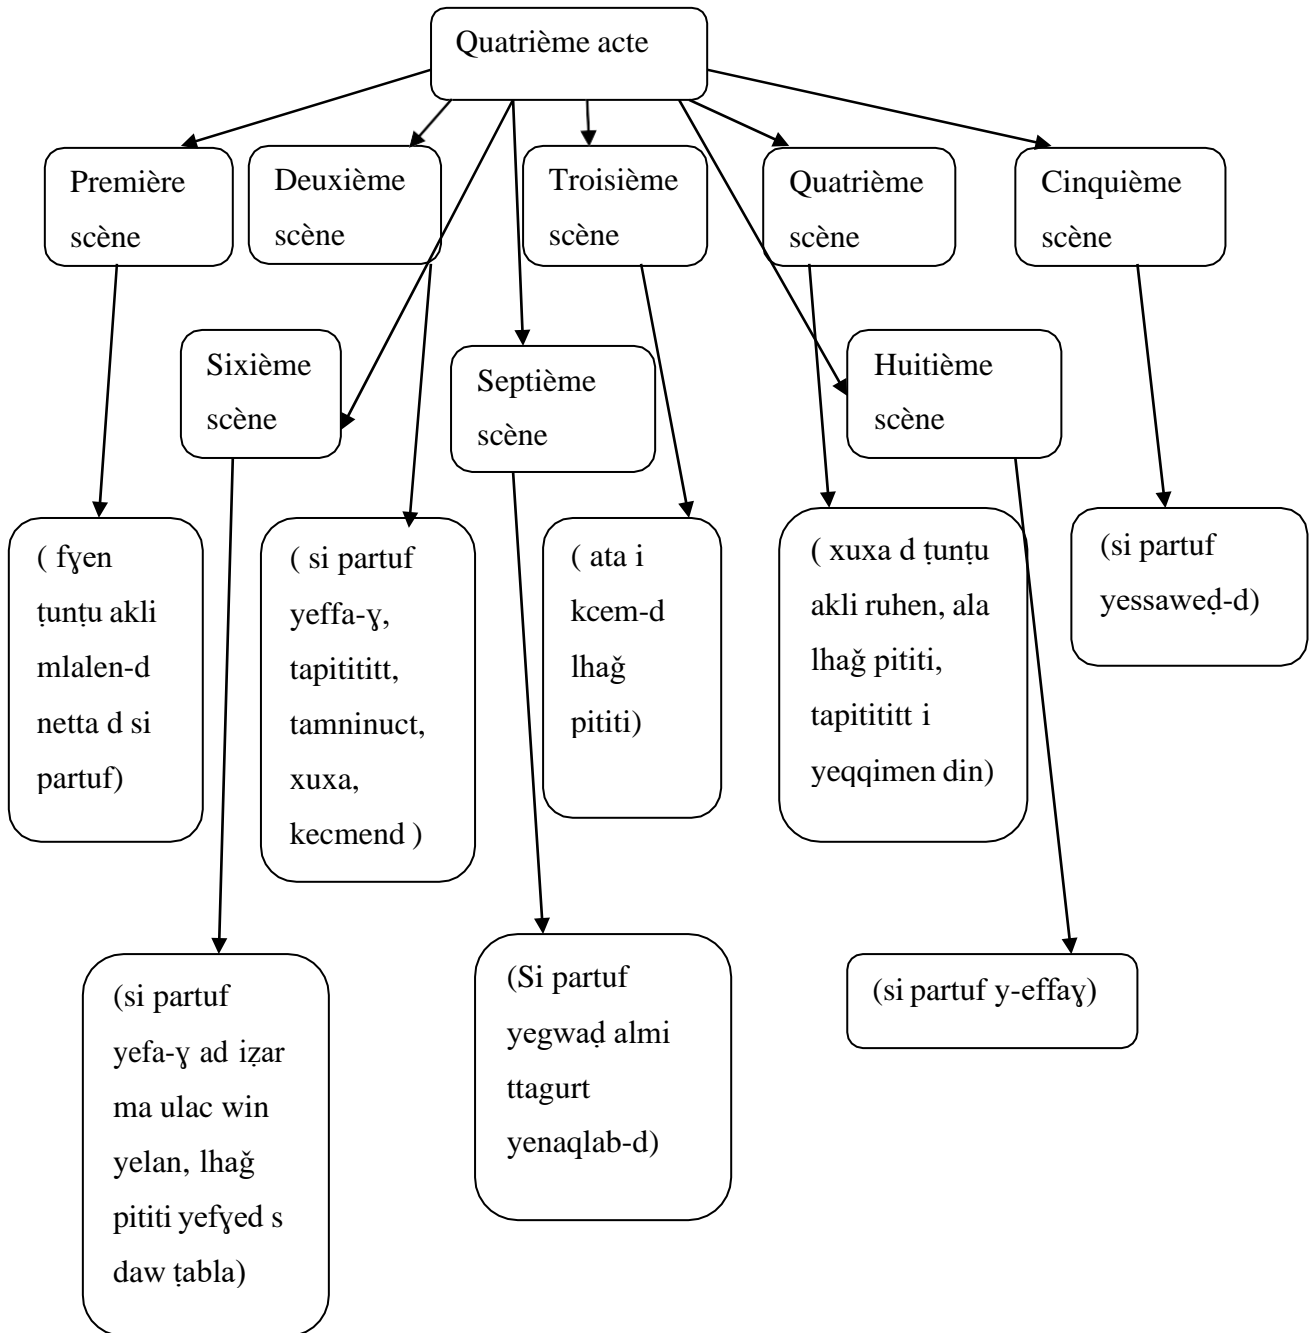 Quatrième acte
Première
scène
Deuxième
scène
Troisième
scène
Quatrième
scène
Cinquième
scène
Sixième
scène
Septième
scène
Huitième
scène
( fɣen
ṭunṭu akli
mlalen-d
netta d si
partuf)
( si partuf
yeffa-ɣ,
tapitititt,
tamninuct,
xuxa,
kecmend )
( ata i
kcem-d
lhağ
pititi)
( xuxa d ṭunṭu
akli ruhen, ala
lhağ pititi,
tapitititt i
yeqqimen din)
(si partuf
yessaweḍ-d)
(si partuf
yefa-ɣ ad iẓar
ma ulac win
yelan, lhağ
pititi yefɣed s
daw ṭabla)
(Si partuf
yegwaḍ almi
ttagurt
yenaqlab-d)
(si partuf y-effaɣ)